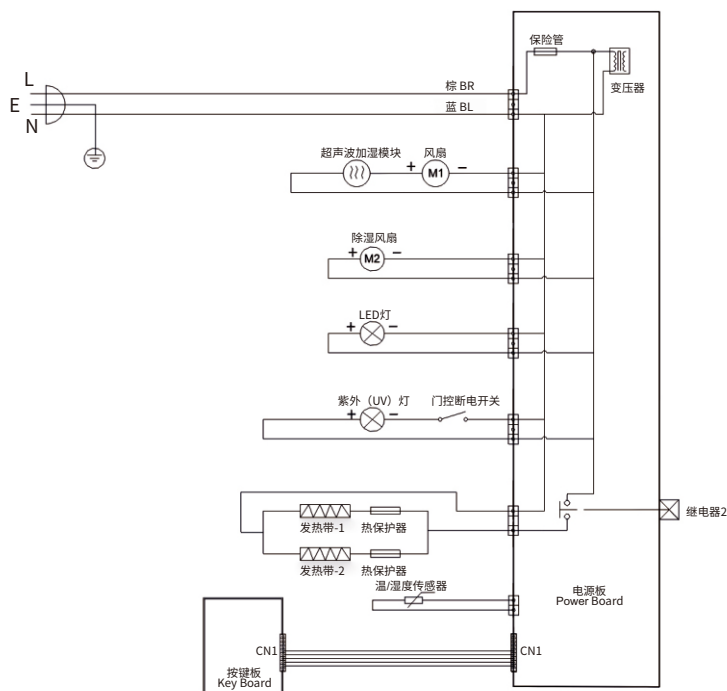 保险管
变压器
L
棕 BR
E
蓝 BL
N
超声波加湿模块
风扇
+
M1
−
除湿风扇
+
M2
−
LED灯
+
−
紫外（UV）灯
门控断电开关
+
−
继电器2
发热带-1
热保护器
发热带-2
热保护器
温/湿度传感器
电源板
Power Board
CN1
CN1
按键板
Key Board